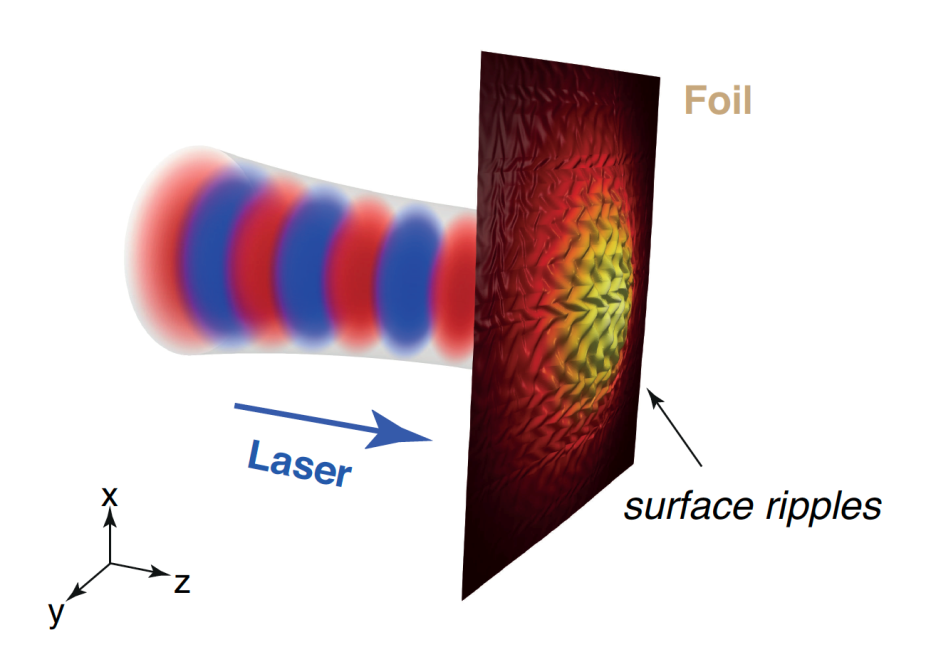 Foil
Laser
surface ripples
x
y
z